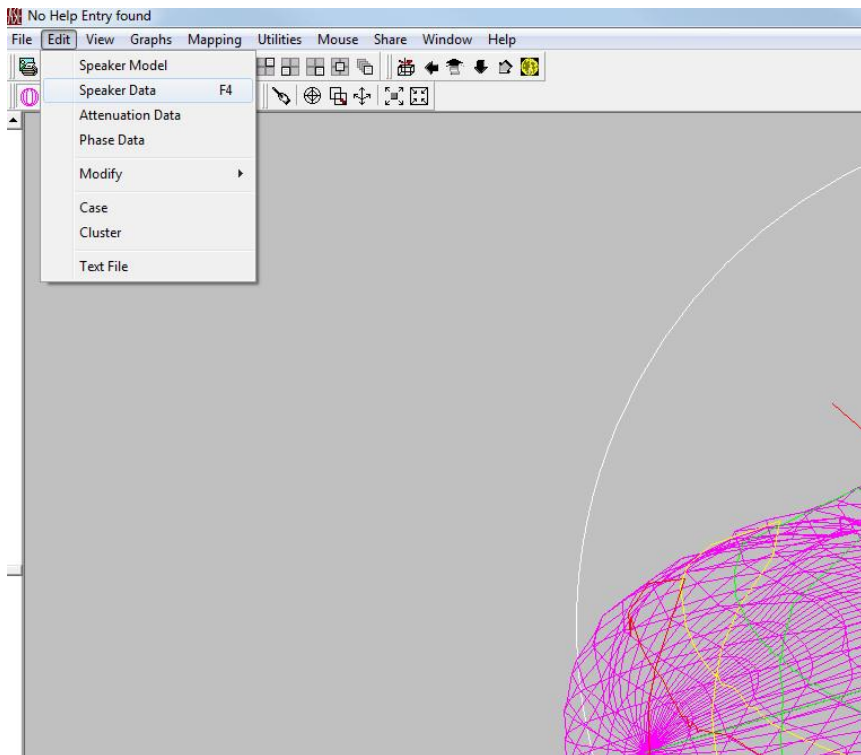 No Help Entry found
File Edit View Graphs Mapping Utilities Mouse Share Window Help
Speaker Model
Speaker Data F4
Attenuation Data
Phase Data
Modify
Case
Cluster
Text File